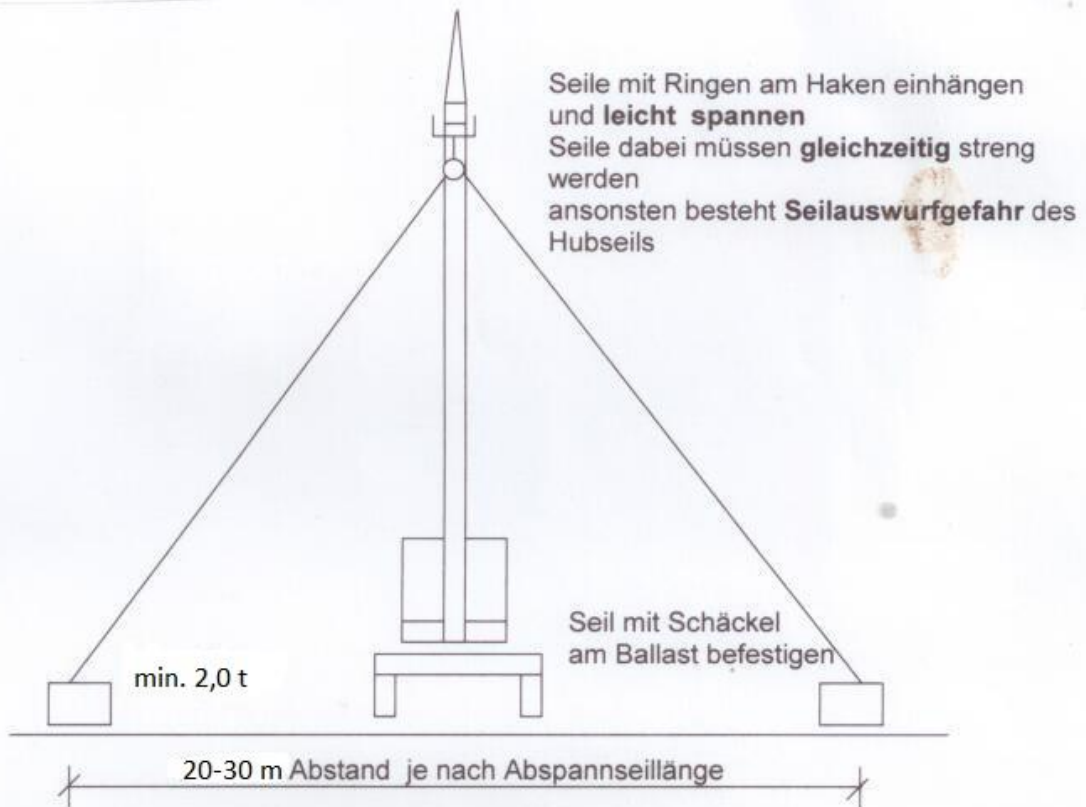 Seile mit Ringen am Haken einhängen
und leicht spannen
Seile dabei müssen gleichzeitig streng
werden
ansonsten besteht Seilauswurfgefahr des
Hubseils
Seil mit Schäckel
am Ballast befestigen
min. 2,0 t
20-30 m Abstand je nach Abspannseillänge